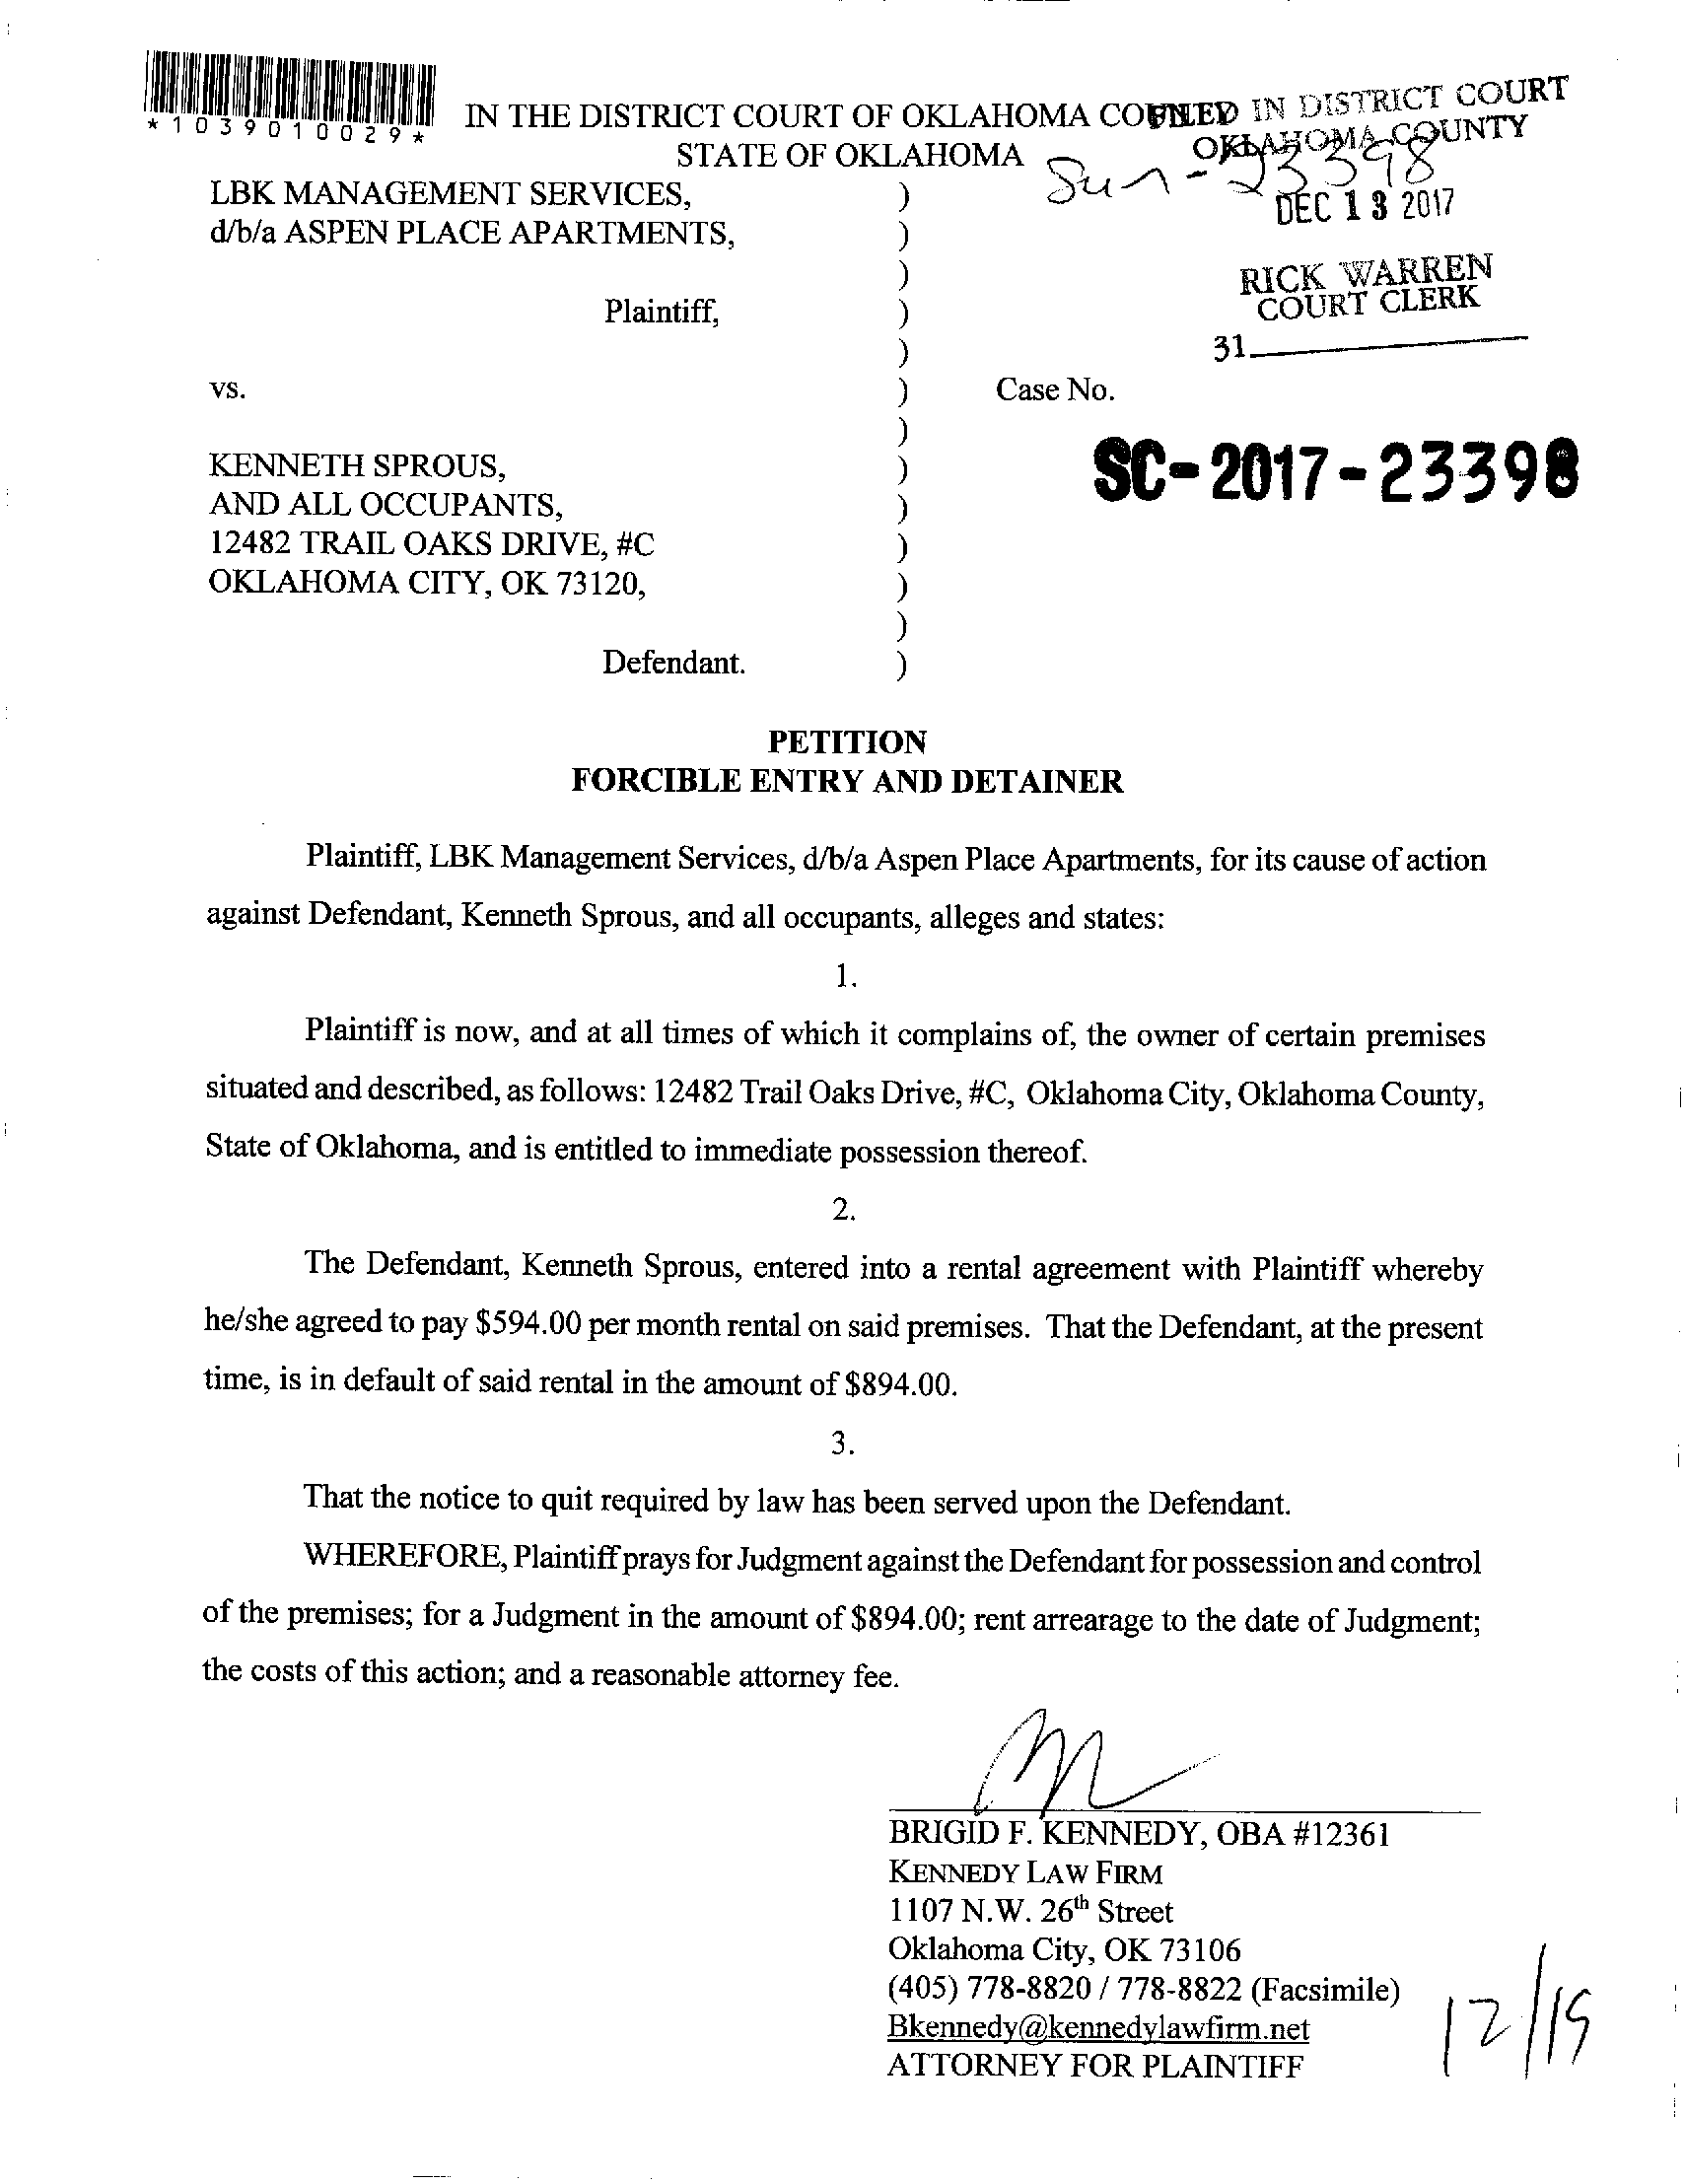 *1039010029*
IN THE DISTRICT COURT OF OKLAHOMA COUNTY
STATE OF OKLAHOMA
FILED IN DISTRICT COURT
OKLAHOMA COUNTY
DEC 13 2017
RICK WARREN
COURT CLERK
31
LBK MANAGEMENT SERVICES, )
d/b/a ASPEN PLACE APARTMENTS, )
)
Plaintiff, )
)
vs. ) Case No.
)
KENNETH SPROUS, ) SC-2017-23398
AND ALL OCCUPANTS, )
12482 TRAIL OAKS DRIVE, #C )
OKLAHOMA CITY, OK 73120, )
)
Defendant. )
PETITION
FORCIBLE ENTRY AND DETAINER
Plaintiff, LBK Management Services, d/b/a Aspen Place Apartments, for its cause of action
against Defendant, Kenneth Sprous, and all occupants, alleges and states:
1.
Plaintiff is now, and at all times of which it complains of, the owner of certain premises
situated and described, as follows: 12482 Trail Oaks Drive, #C, Oklahoma City, Oklahoma County,
State of Oklahoma, and is entitled to immediate possession thereof.
2.
The Defendant, Kenneth Sprous, entered into a rental agreement with Plaintiff whereby
he/she agreed to pay $594.00 per month rental on said premises. That the Defendant, at the present
time, is in default of said rental in the amount of $894.00.
3.
That the notice to quit required by law has been served upon the Defendant.
WHEREFORE, Plaintiff prays for Judgment against the Defendant for possession and control
of the premises; for a Judgment in the amount of $894.00; rent arrearage to the date of Judgment;
the costs of this action; and a reasonable attorney fee.
BRIGID F. KENNEDY, OBA #12361
KENNEDY LAW FIRM
1107 N.W. 26th Street
Oklahoma City, OK 73106
(405) 778-8820 / 778-8822 (Facsimile)
Bkennedy@kennedylawfirm.net
ATTORNEY FOR PLAINTIFF